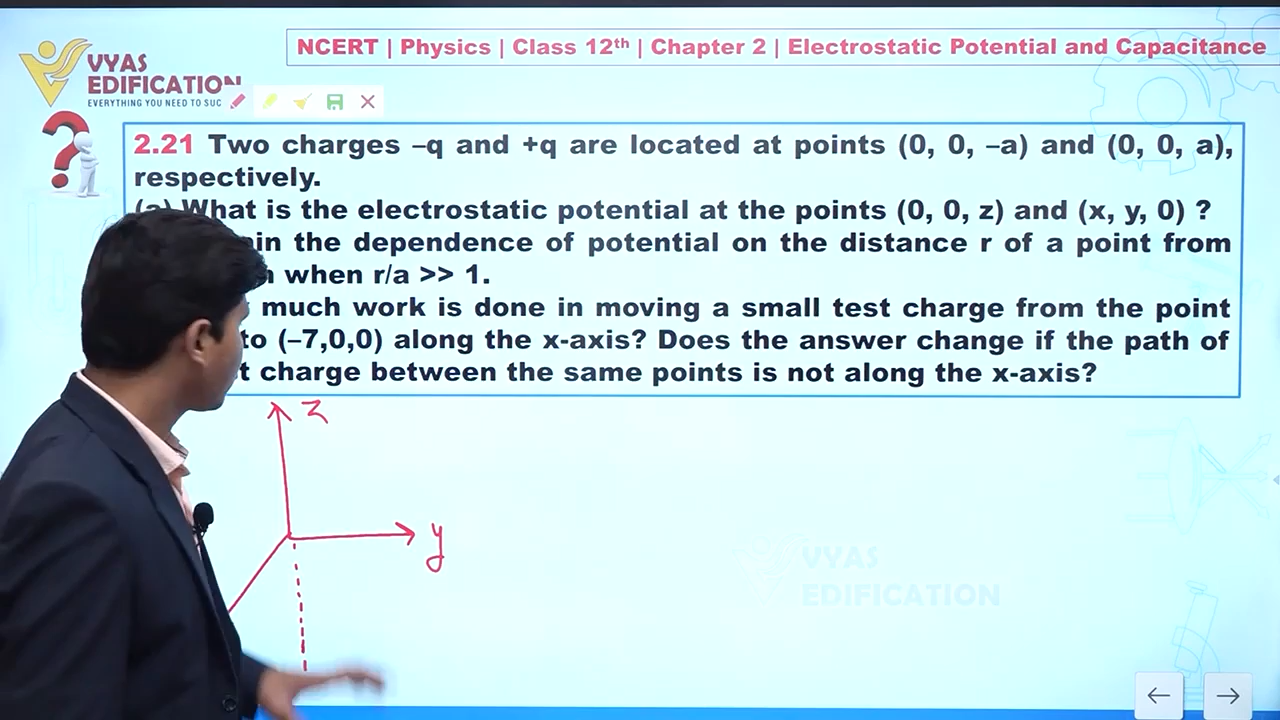 NCERT | Physics | Class 12th | Chapter 2 | Electrostatic Potential and Capacitance
VYAS
EDIFICATION
EVERYTHING YOU NEED TO SUC
2.21 Two charges –q and +q are located at points (0, 0, –a) and (0, 0, a),
respectively.
(a) What is the electrostatic potential at the points (0, 0, z) and (x, y, 0) ?
the dependence of potential on the distance r of a point from
when r/a >> 1.
much work is done in moving a small test charge from the point
to (–7,0,0) along the x-axis? Does the answer change if the path of
charge between the same points is not along the x-axis?
z
y
VYAS
EDIFICATION